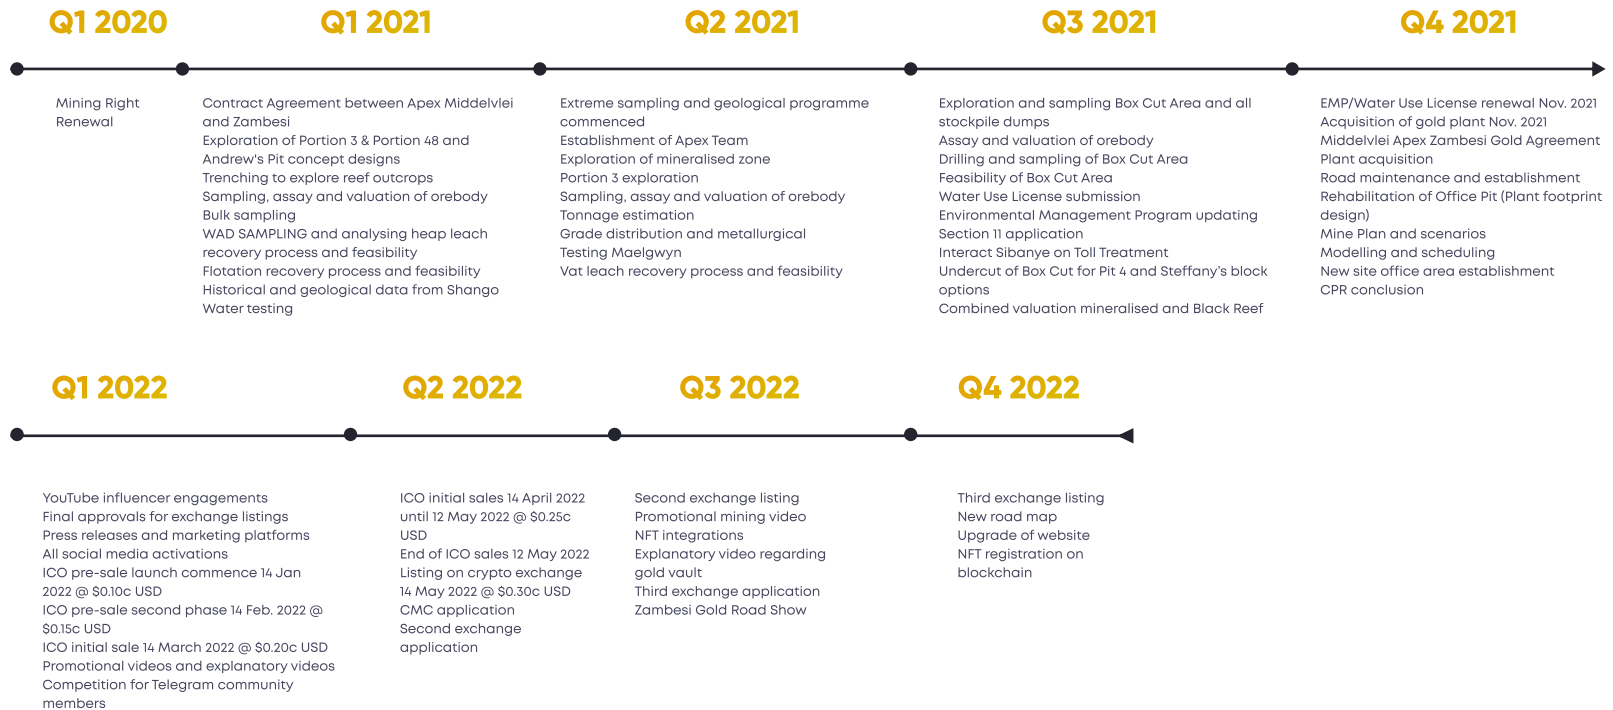 Q1 2020
Mining Right
Renewal
Q1 2021
Contract Agreement between Apex Middelvlei
and Zambesi
Exploration of Portion 3 & Portion 48 and
Andrew's Pit concept designs
Trenching to explore reef outcrops
Sampling, assay and valuation of orebody
Bulk sampling
WAD SAMPLING and analysing heap leach
recovery process and feasibility
Flotation recovery process and feasibility
Historical and geological data from Shango
Water testing
Q2 2021
Extreme sampling and geological programme
commenced
Establishment of Apex Team
Exploration of mineralised zone
Portion 3 exploration
Sampling, assay and valuation of orebody
Tonnage estimation
Grade distribution and metallurgical
Testing Maelgwyn
Vat leach recovery process and feasibility
Q3 2021
Exploration and sampling Box Cut Area and all
stockpile dumps
Assay and valuation of orebody
Drilling and sampling of Box Cut Area
Feasibility of Box Cut Area
Water Use License submission
Environmental Management Program updating
Section 11 application
Interact Sibanye on Toll Treatment
Undercut of Box Cut for Pit 4 and Steffany's block
options
Combined valuation mineralised and Black Reef
Q4 2021
EMP/Water Use License renewal Nov. 2021
Acquisition of gold plant Nov. 2021
Middelvlei Apex Zambesi Gold Agreement
Plant acquisition
Road maintenance and establishment
Rehabilitation of Office Pit (Plant footprint
design)
Mine Plan and scenarios
Modelling and scheduling
New site office area establishment
CPR conclusion
Q1 2022
YouTube influencer engagements
Final approvals for exchange listings
Press releases and marketing platforms
All social media activations
ICO pre-sale launch commence 14 Jan
2022 @ $0.10c USD
ICO pre-sale second phase 14 Feb. 2022 @
$0.15c USD
ICO initial sale 14 March 2022 @ $0.20c USD
Promotional videos and explanatory videos
Competition for Telegram community
members
Q2 2022
ICO initial sales 14 April 2022
until 12 May 2022 @ $0.25c
USD
End of ICO sales 12 May 2022
Listing on crypto exchange
14 May 2022 @ $0.30c USD
CMC application
Second exchange
application
Q3 2022
Second exchange listing
Promotional mining video
NFT integrations
Explanatory video regarding
gold vault
Third exchange application
Zambesi Gold Road Show
Q4 2022
Third exchange listing
New road map
Upgrade of website
NFT registration on
blockchain